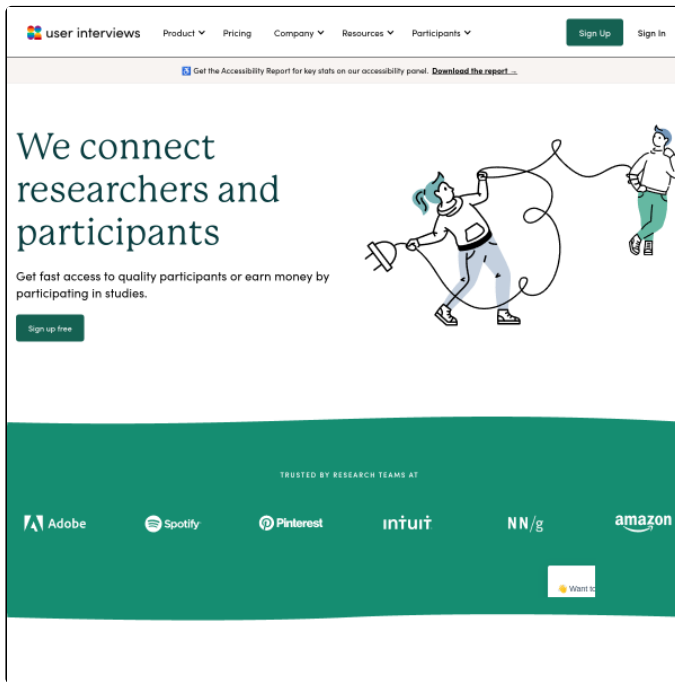 user interviews Product Pricing Company Resources Participants Sign Up Sign In
♿ Get the Accessibility Report for key stats on our accessibility panel. Download the report →
We connect
researchers and
participants
Get fast access to quality participants or earn money by
participating in studies.
Sign up free
TRUSTED BY RESEARCH TEAMS AT
Adobe Spotify Pinterest intuit NN/g amazon
👋 Want to